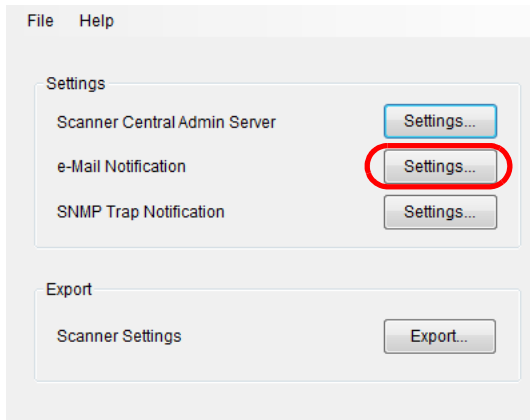 File Help
Settings
Scanner Central Admin Server Settings...
e-Mail Notification Settings...
SNMP Trap Notification Settings...
Export
Scanner Settings Export...